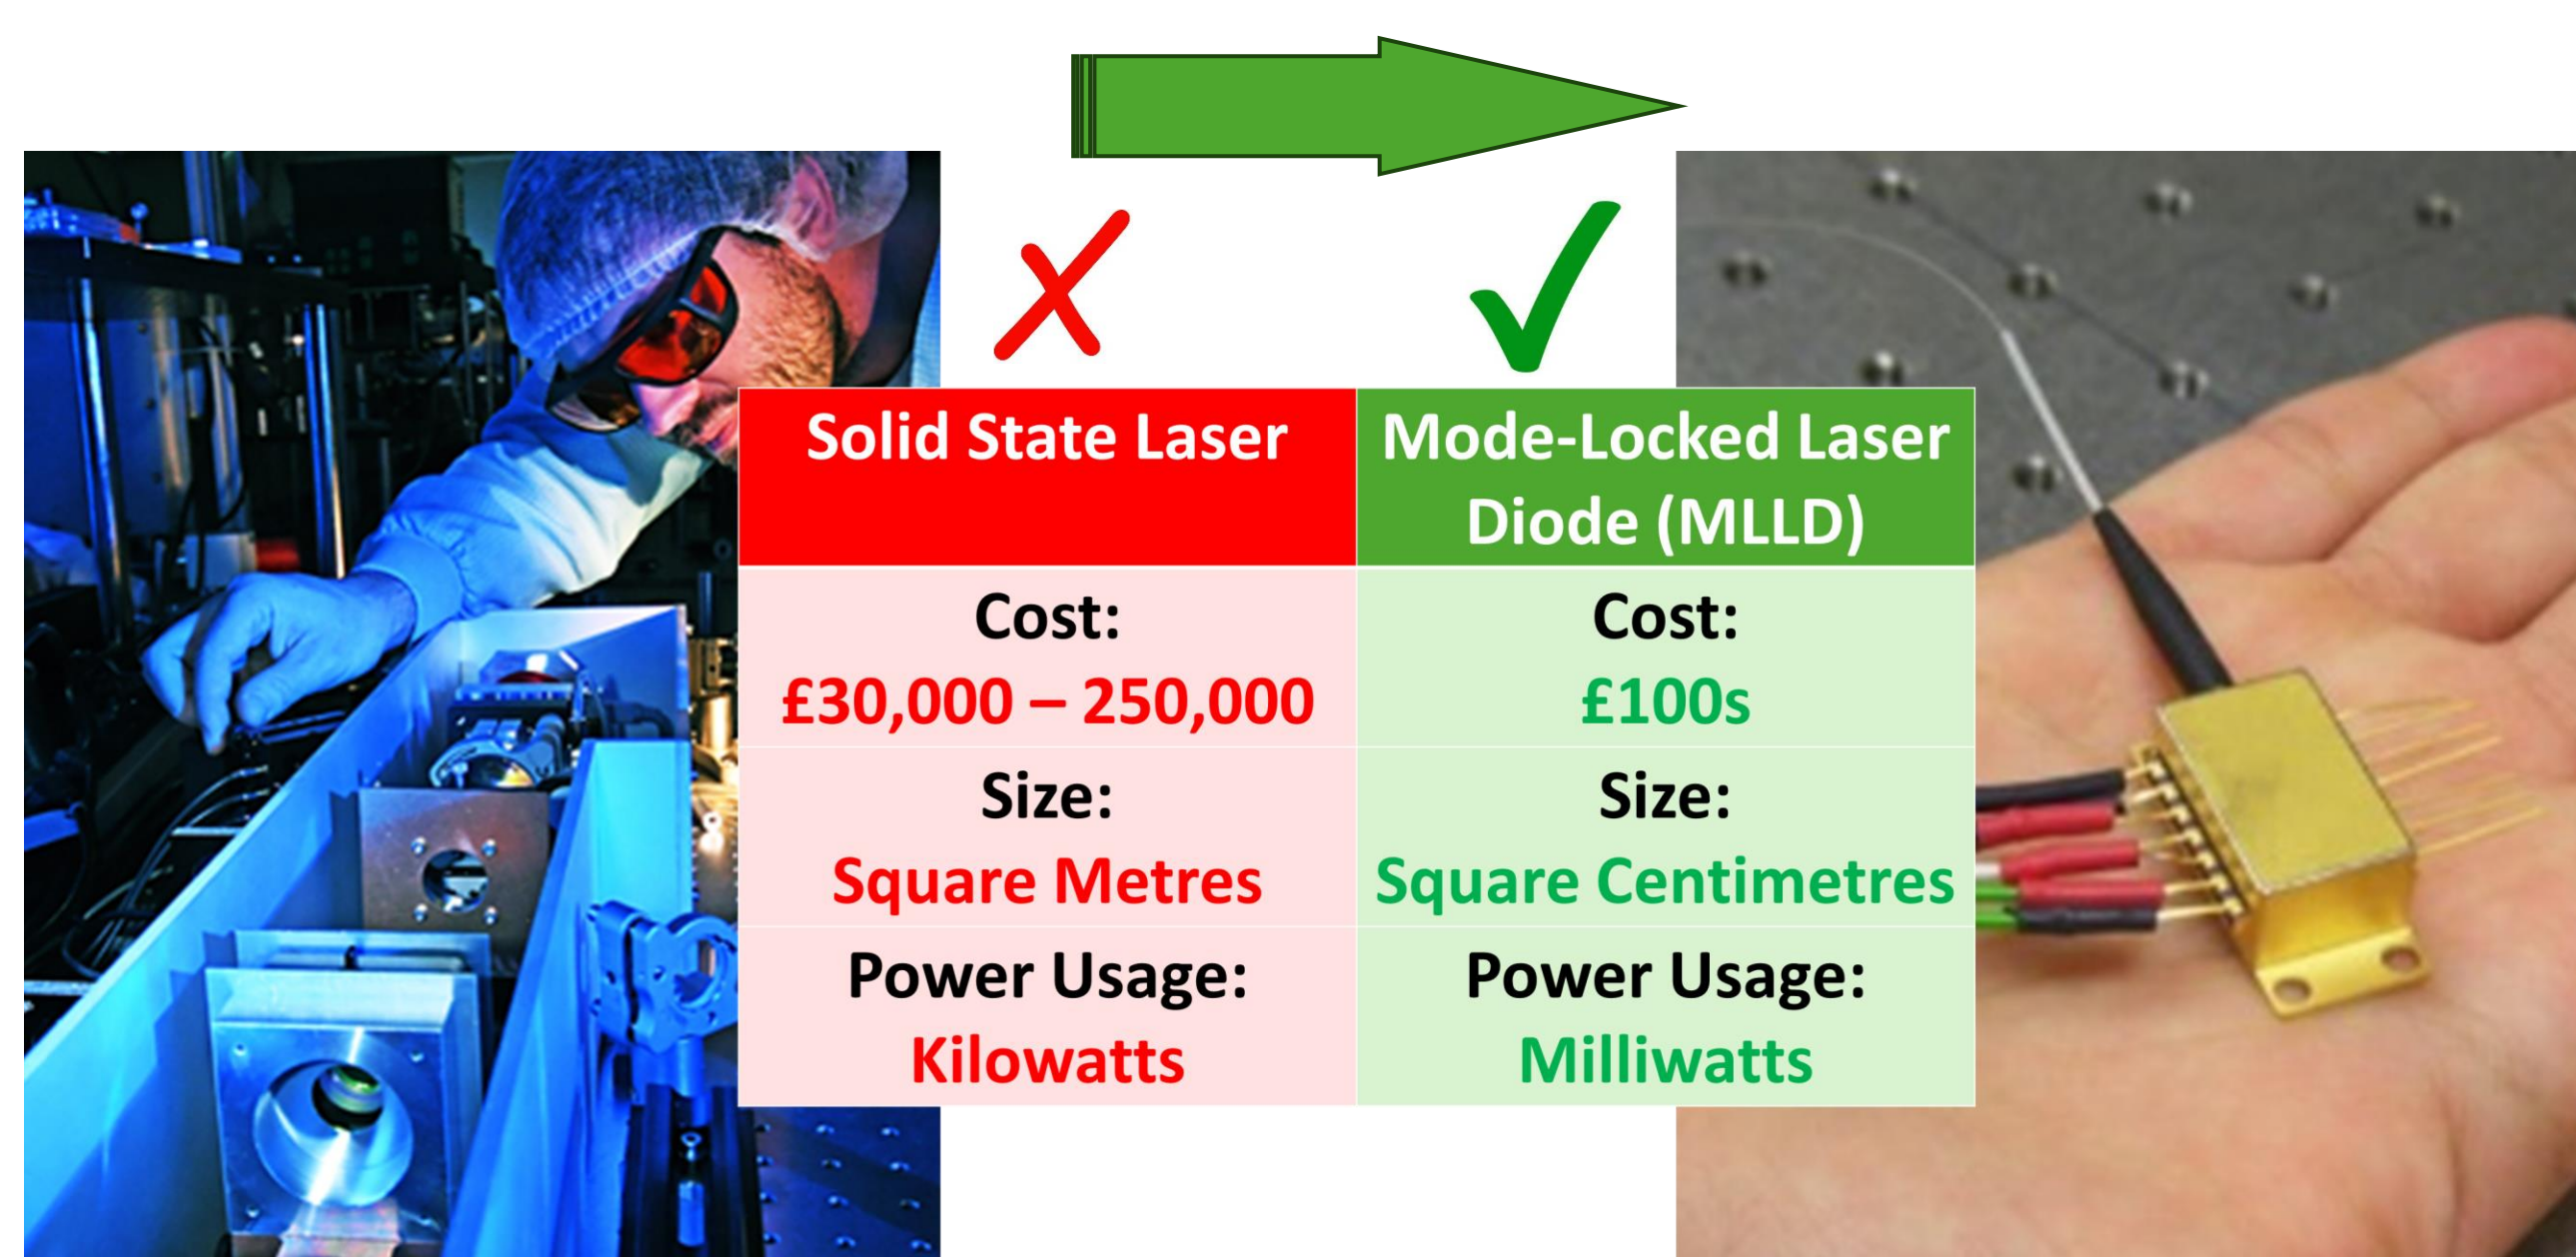 Solid State Laser
Mode-Locked Laser
Diode (MLLD)
Cost:
£30,000 – 250,000
Cost:
£100s
Size:
Square Metres
Size:
Square Centimetres
Power Usage:
Kilowatts
Power Usage:
Milliwatts